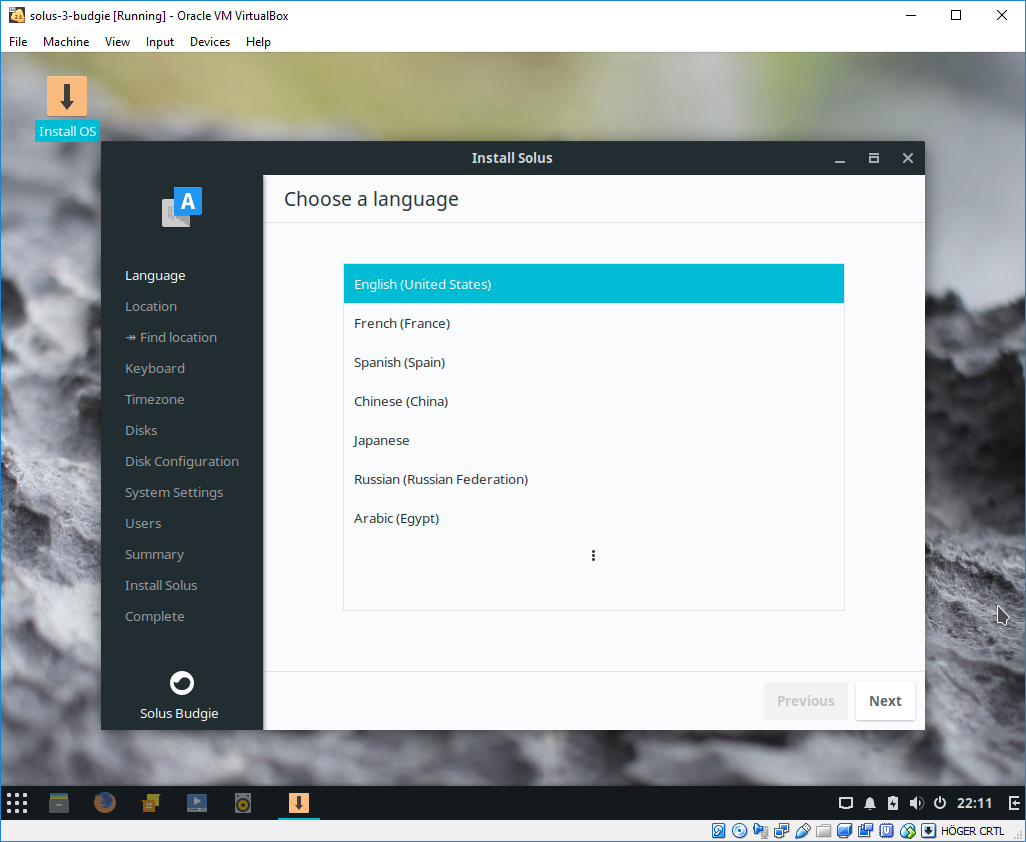 solus-3-budgie [Running] - Oracle VM VirtualBox
File Machine View Input Devices Help
Install OS
Install Solus
A
Choose a language
Language
Location
↠ Find location
Keyboard
Timezone
Disks
Disk Configuration
System Settings
Users
Summary
Install Solus
Complete
Solus Budgie
English (United States)
French (France)
Spanish (Spain)
Chinese (China)
Japanese
Russian (Russian Federation)
Arabic (Egypt)
Previous Next
22:11
HÖGER CRTL